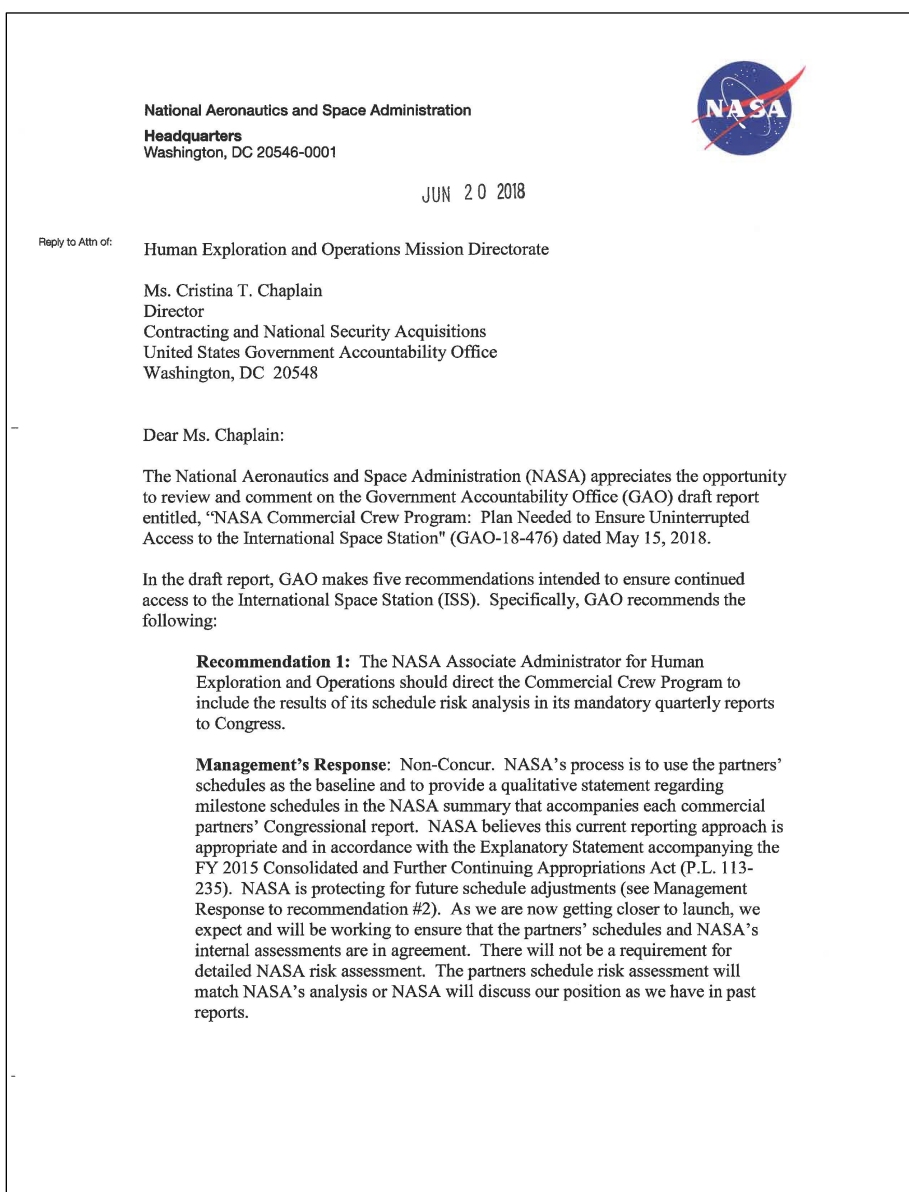 National Aeronautics and Space Administration
NASA
Headquarters
Washington, DC 20546-0001
JUN 20 2018
Reply to Attn of:
Human Exploration and Operations Mission Directorate
Ms. Cristina T. Chaplain
Director
Contracting and National Security Acquisitions
United States Government Accountability Office
Washington, DC 20548
Dear Ms. Chaplain:
The National Aeronautics and Space Administration (NASA) appreciates the opportunity
to review and comment on the Government Accountability Office (GAO) draft report
entitled, “NASA Commercial Crew Program: Plan Needed to Ensure Uninterrupted
Access to the International Space Station" (GAO-18-476) dated May 15, 2018.
In the draft report, GAO makes five recommendations intended to ensure continued
access to the International Space Station (ISS). Specifically, GAO recommends the
following:
Recommendation 1: The NASA Associate Administrator for Human
Exploration and Operations should direct the Commercial Crew Program to
include the results of its schedule risk analysis in its mandatory quarterly reports
to Congress.
Management’s Response: Non-Concur. NASA’s process is to use the partners’
schedules as the baseline and to provide a qualitative statement regarding
milestone schedules in the NASA summary that accompanies each commercial
partners’ Congressional report. NASA believes this current reporting approach is
appropriate and in accordance with the Explanatory Statement accompanying the
FY 2015 Consolidated and Further Continuing Appropriations Act (P.L. 113-
235). NASA is protecting for future schedule adjustments (see Management
Response to recommendation #2). As we are now getting closer to launch, we
expect and will be working to ensure that the partners’ schedules and NASA’s
internal assessments are in agreement. There will not be a requirement for
detailed NASA risk assessment. The partners schedule risk assessment will
match NASA’s analysis or NASA will discuss our position as we have in past
reports.